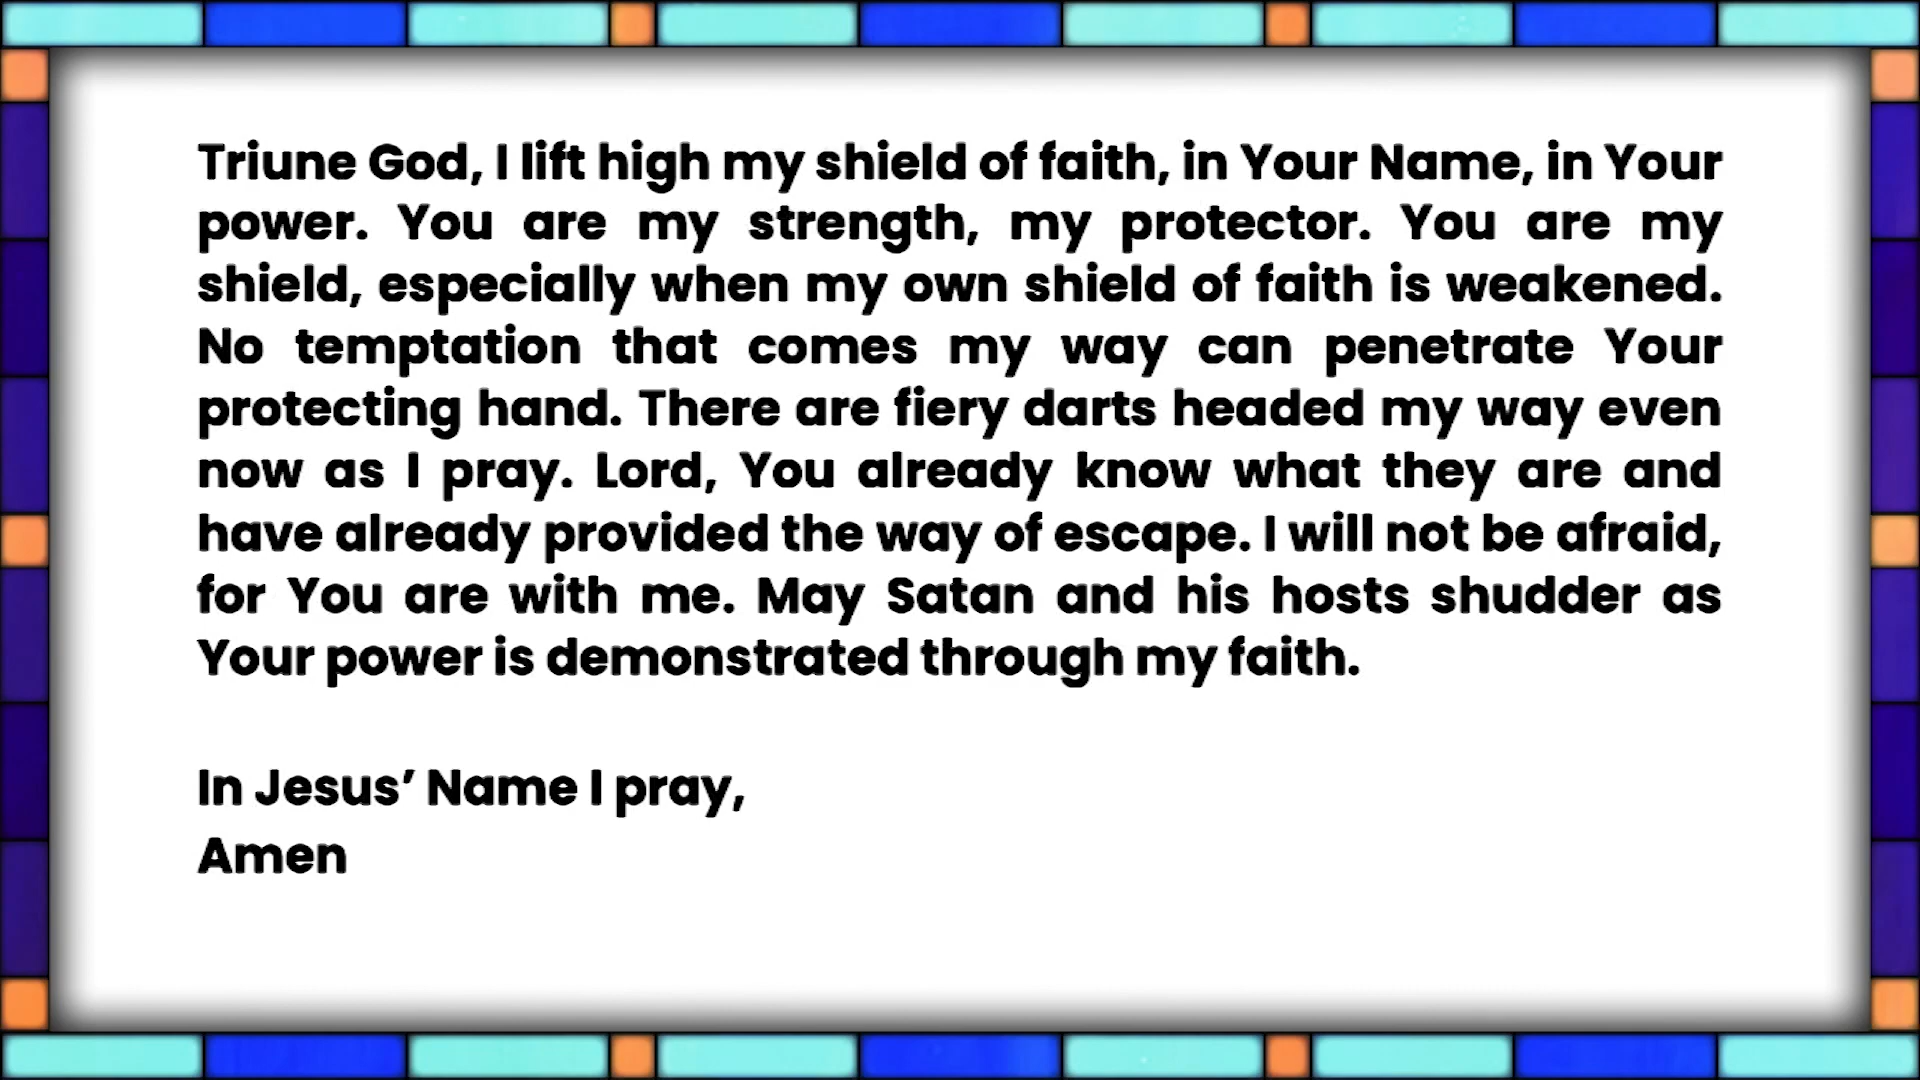 Triune God, I lift high my shield of faith, in Your Name, in Your
power. You are my strength, my protector. You are my
shield, especially when my own shield of faith is weakened.
No temptation that comes my way can penetrate Your
protecting hand. There are fiery darts headed my way even
now as I pray. Lord, You already know what they are and
have already provided the way of escape. I will not be afraid,
for You are with me. May Satan and his hosts shudder as
Your power is demonstrated through my faith.
In Jesus’ Name I pray,
Amen